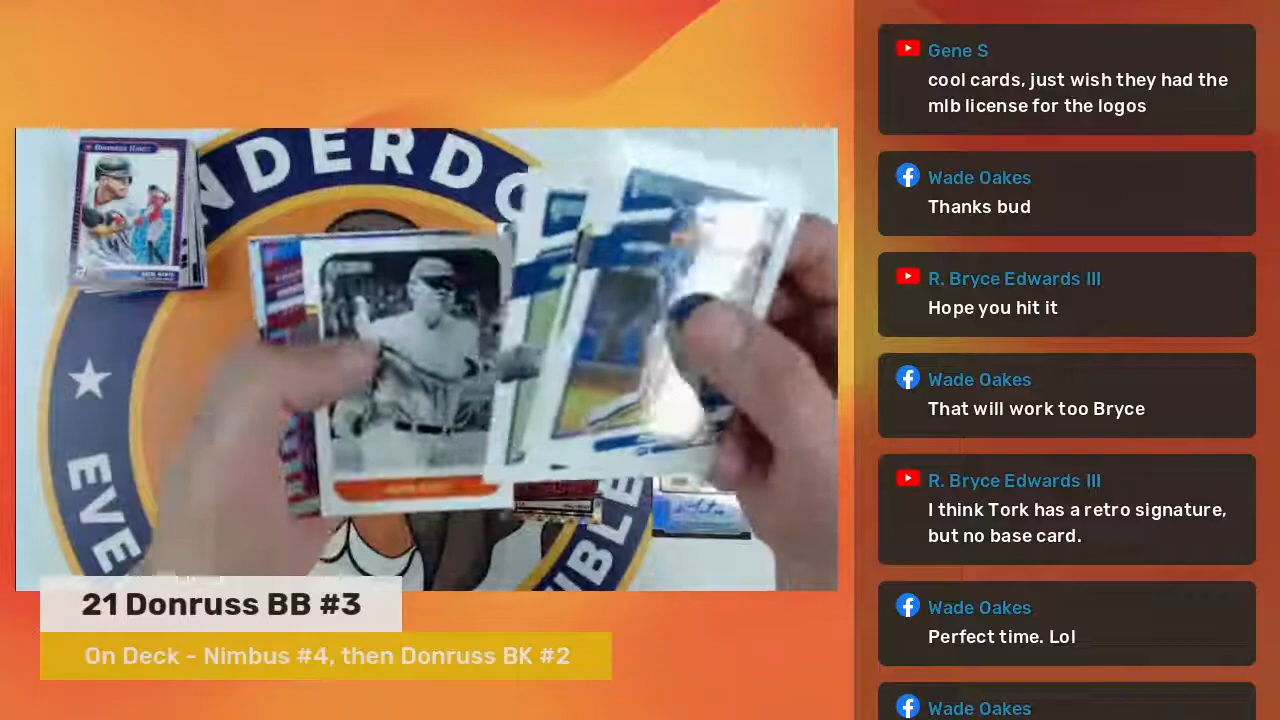 NDERD
EVE
IBLE
21 Donruss BB #3
On Deck - Nimbus #4, then Donruss BK #2
Gene S
cool cards, just wish they had the
mlb license for the logos
Wade Oakes
Thanks bud
R. Bryce Edwards III
Hope you hit it
Wade Oakes
That will work too Bryce
R. Bryce Edwards III
I think Tork has a retro signature,
but no base card.
Wade Oakes
Perfect time. Lol
Wade Oakes